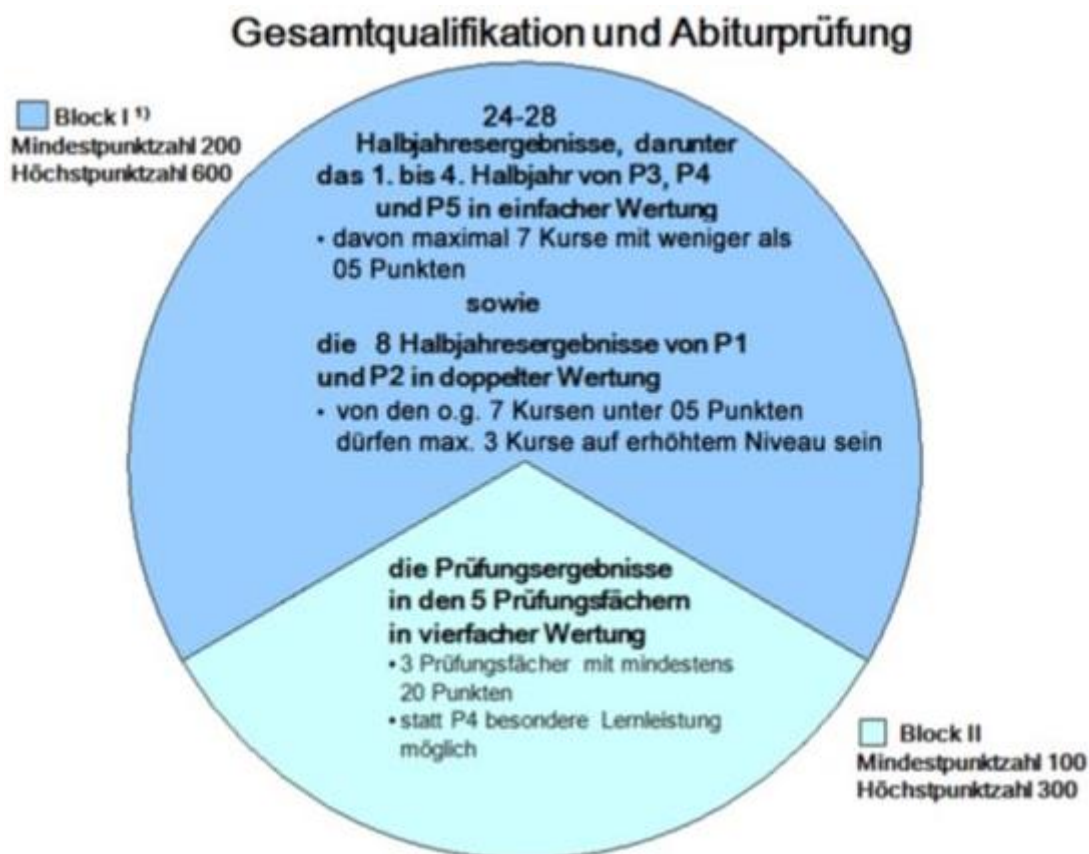 Gesamtqualifikation und Abiturprüfung
Block I ¹⁾
Mindestpunktzahl 200
Höchstpunktzahl 600
24-28
Halbjahresergebnisse, darunter
das 1. bis 4. Halbjahr von P3, P4
und P5 in einfacher Wertung
• davon maximal 7 Kurse mit weniger als
05 Punkten
sowie
die 8 Halbjahresergebnisse von P1
und P2 in doppelter Wertung
• von den o.g. 7 Kursen unter 05 Punkten
dürfen max. 3 Kurse auf erhöhtem Niveau sein
die Prüfungsergebnisse
in den 5 Prüfungsfächern
in vierfacher Wertung
• 3 Prüfungsfächer mit mindestens
20 Punkten
• statt P4 besondere Lernleistung
möglich
Block II
Mindestpunktzahl 100
Höchstpunktzahl 300